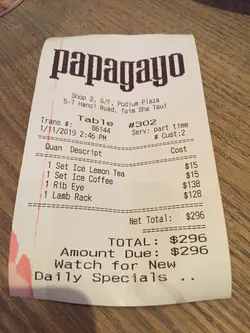 papagayo
Shop 2, G/F. Podium Plaza
5-7 Hanoi Road, Tsim Sha Tsui
Table #302
Trans #: 86144 Serv: part time
1/11/2019 2:46 PM # Cust:2
Quan Descript Cost
1 Set Ice Lemon Tea $15
1 Set Ice Coffee $15
1 Rib Eye $138
1 Lamb Rack $128
Net Total: $296
TOTAL: $296
Amount Due: $296
Watch for New
Daily Specials ..